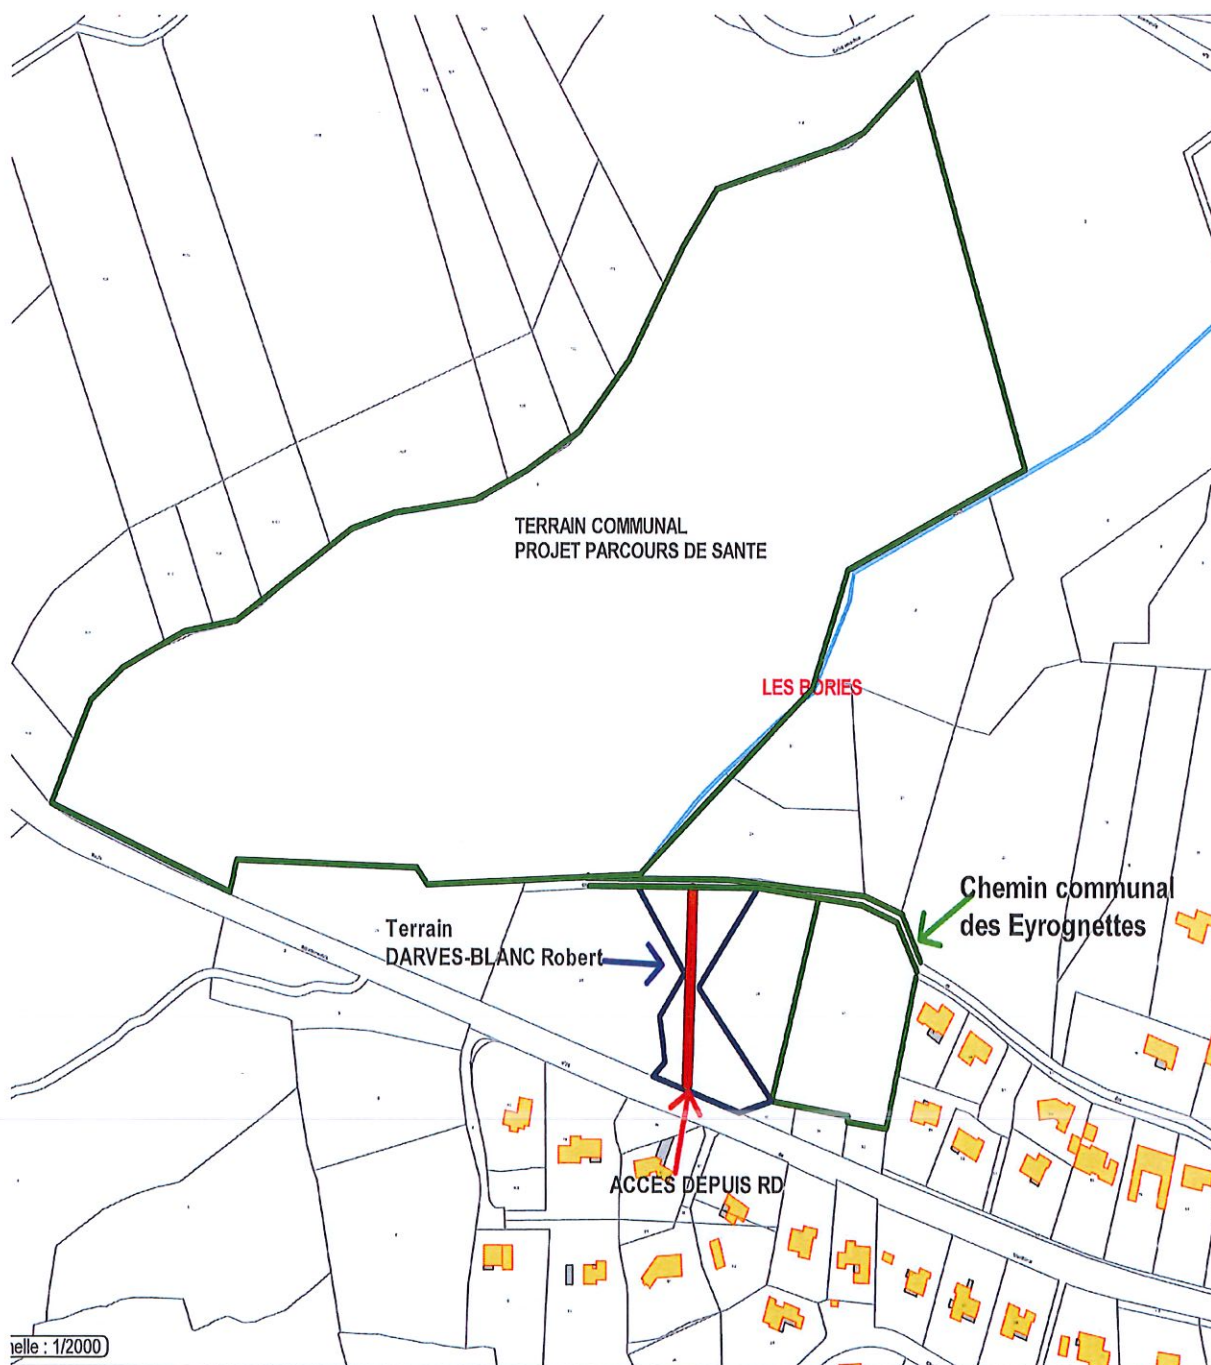 TERRAIN COMMUNAL
PROJET PARCOURS DE SANTE
LES BORIES
Chemin communal
des Eyrognettes
Terrain
DARVES-BLANC Robert
ACCES DEPUIS RD
elle : 1/2000